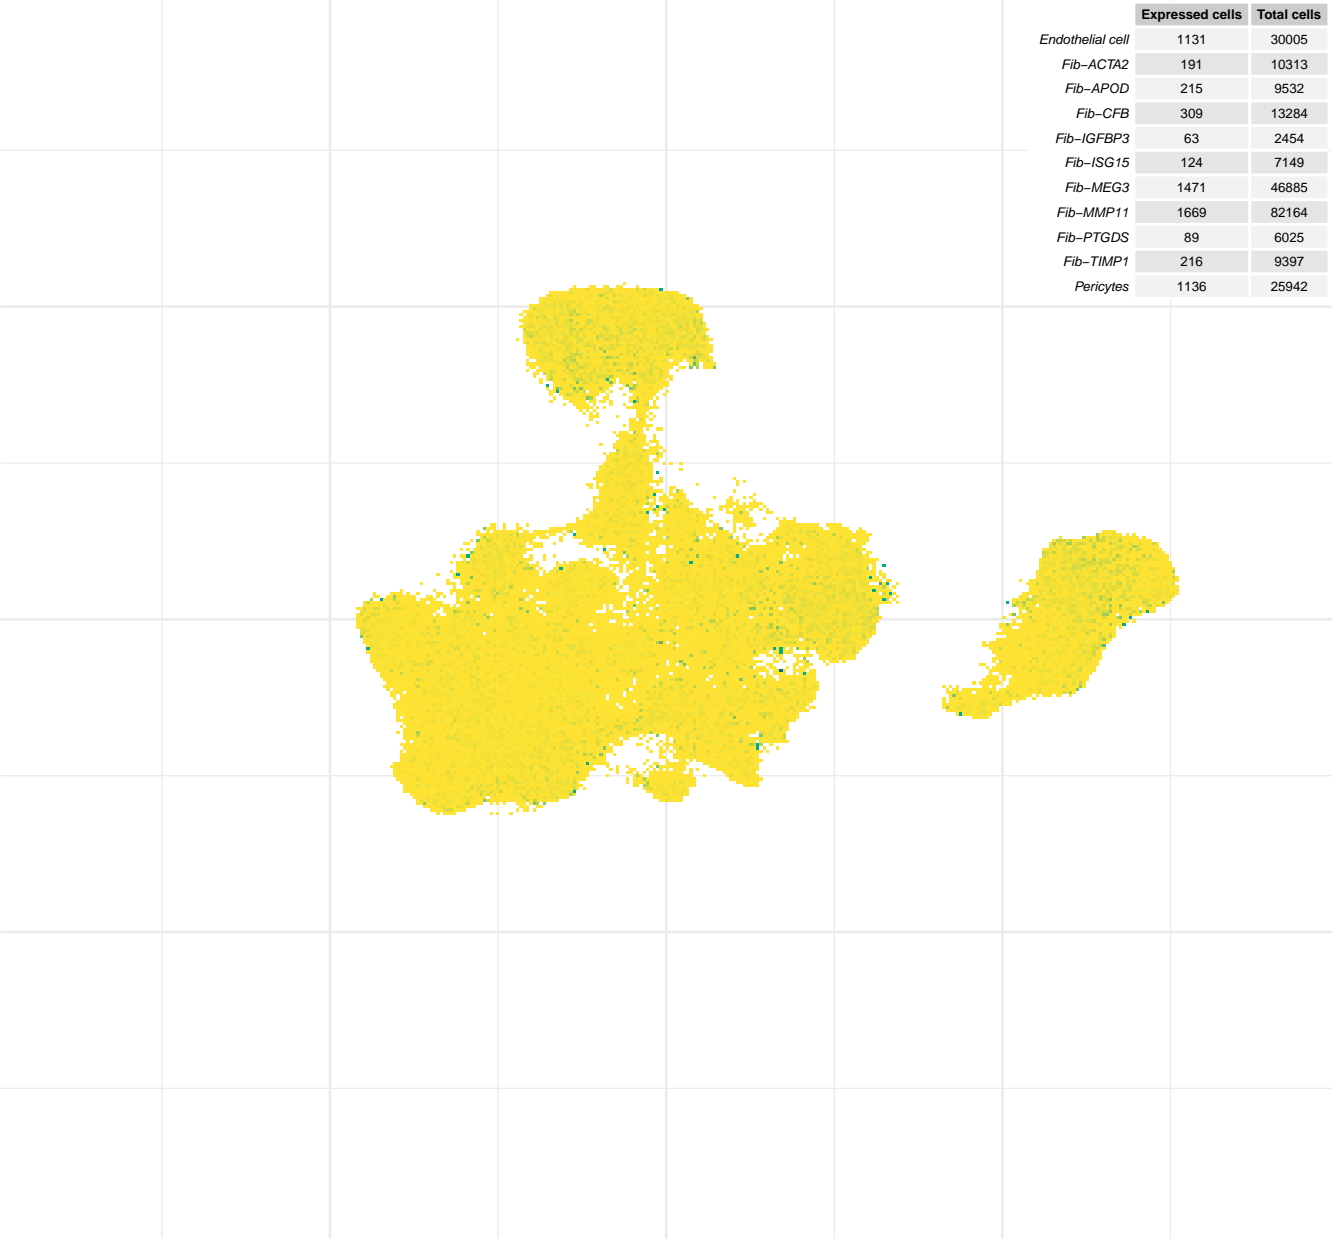 Expressed cells Total cells
Endothelial cell 1131 30005
Fib−ACTA2 191 10313
Fib−APOD 215 9532
Fib−CFB 309 13284
Fib−IGFBP3 63 2454
Fib−ISG15 124 7149
Fib−MEG3 1471 46885
Fib−MMP11 1669 82164
Fib−PTGDS 89 6025
Fib−TIMP1 216 9397
Pericytes 1136 25942